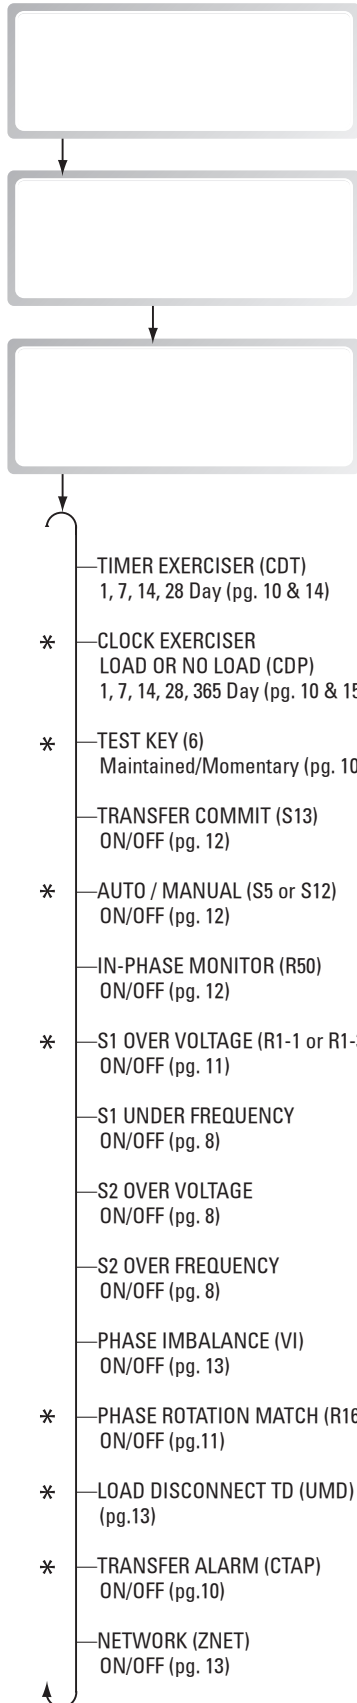 TIMER EXERCISER (CDT)
1, 7, 14, 28 Day (pg. 10 & 14)
* CLOCK EXERCISER
LOAD OR NO LOAD (CDP)
1, 7, 14, 28, 365 Day (pg. 10 & 15
* TEST KEY (6)
Maintained/Momentary (pg. 10
TRANSFER COMMIT (S13)
ON/OFF (pg. 12)
* AUTO / MANUAL (S5 or S12)
ON/OFF (pg. 12)
IN-PHASE MONITOR (R50)
ON/OFF (pg. 12)
* S1 OVER VOLTAGE (R1-1 or R1-3
ON/OFF (pg. 11)
S1 UNDER FREQUENCY
ON/OFF (pg. 8)
S2 OVER VOLTAGE
ON/OFF (pg. 8)
S2 OVER FREQUENCY
ON/OFF (pg. 8)
PHASE IMBALANCE (VI)
ON/OFF (pg. 13)
* PHASE ROTATION MATCH (R16
ON/OFF (pg.11)
* LOAD DISCONNECT TD (UMD)
(pg.13)
* TRANSFER ALARM (CTAP)
ON/OFF (pg.10)
NETWORK (ZNET)
ON/OFF (pg. 13)